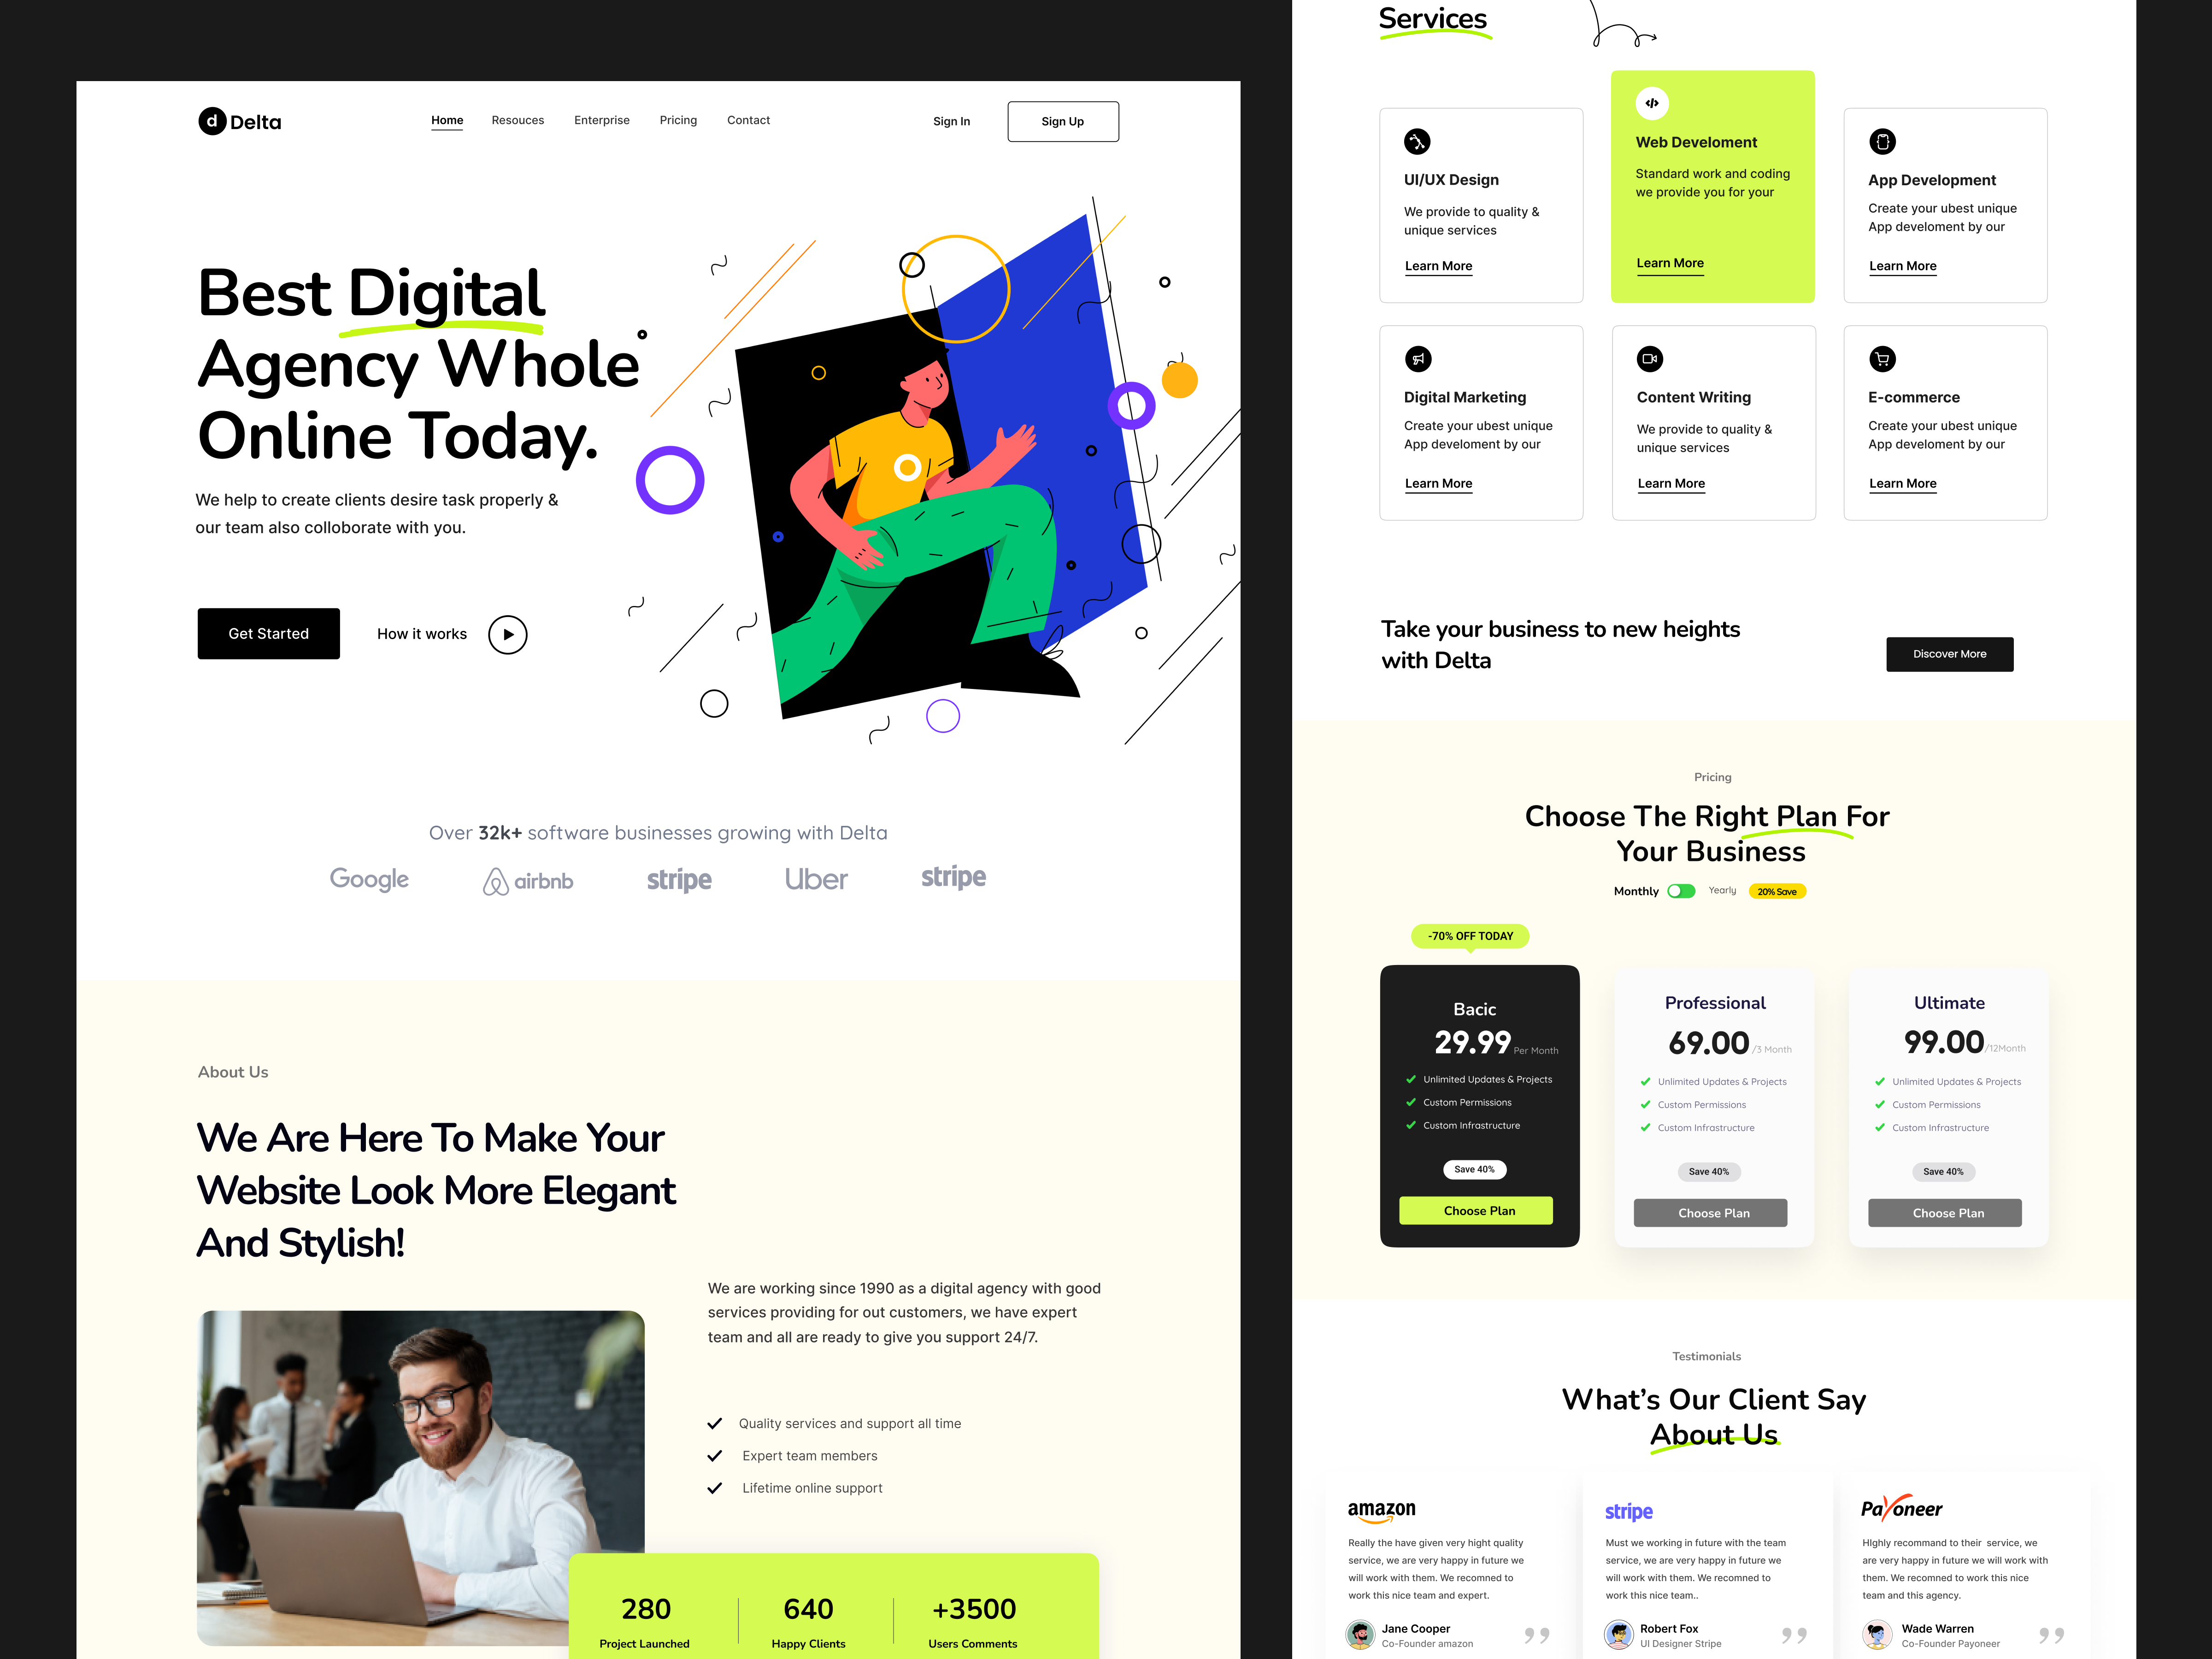 d Delta
Home Resouces Enterprise Pricing Contact
Sign In Sign Up
Best Digital
Agency Whole
Online Today.
We help to create clients desire task properly &
our team also colloborate with you.
Get Started
How it works
Over 32k+ software businesses growing with Delta
Google airbnb stripe Uber stripe
About Us
We Are Here To Make Your
Website Look More Elegant
And Stylish!
We are working since 1990 as a digital agency with good
services providing for out customers, we have expert
team and all are ready to give you support 24/7.
Quality services and support all time
Expert team members
Lifetime online support
280
Project Launched
640
Happy Clients
+3500
Users Comments
Services
UI/UX Design
We provide to quality &
unique services
Learn More
Web Develoment
Standard work and coding
we provide you for your
Learn More
App Development
Create your ubest unique
App develoment by our
Learn More
Digital Marketing
Create your ubest unique
App develoment by our
Learn More
Content Writing
We provide to quality &
unique services
Learn More
E-commerce
Create your ubest unique
App develoment by our
Learn More
Take your business to new heights
with Delta
Discover More
Pricing
Choose The Right Plan For
Your Business
Monthly Yearly 20% Save
-70% OFF TODAY
Bacic
29.99 Per Month
Unlimited Updates & Projects
Custom Permissions
Custom Infrastructure
Save 40%
Choose Plan
Professional
69.00 /3 Month
Unlimited Updates & Projects
Custom Permissions
Custom Infrastructure
Save 40%
Choose Plan
Ultimate
99.00 /12Month
Unlimited Updates & Projects
Custom Permissions
Custom Infrastructure
Save 40%
Choose Plan
Testimonials
What's Our Client Say
About Us
amazon
Really the have given very hight quality
service, we are very happy in future we
will work with them. We recomned to
work this nice team and expert.
Jane Cooper
Co-Founder amazon
stripe
Must we working in future with the team
service, we are very happy in future we
will work with them. We recomned to
work this nice team..
Robert Fox
UI Designer Stripe
Payoneer
HIghly recommand to their service, we
are very happy in future we will work with
them. We recomned to work this nice
team and this agency.
Wade Warren
Co-Founder Payoneer